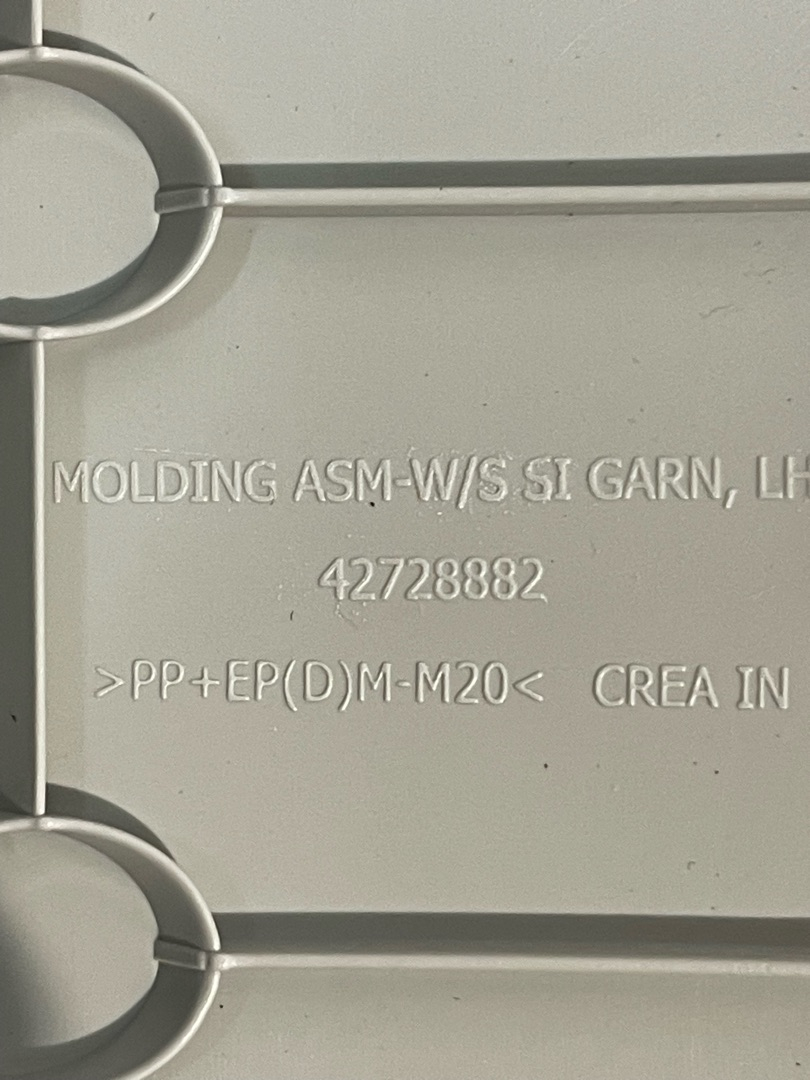 MOLDING ASM-W/S SI GARN, LH
42728882
>PP+EP(D)M-M20< CREA IN